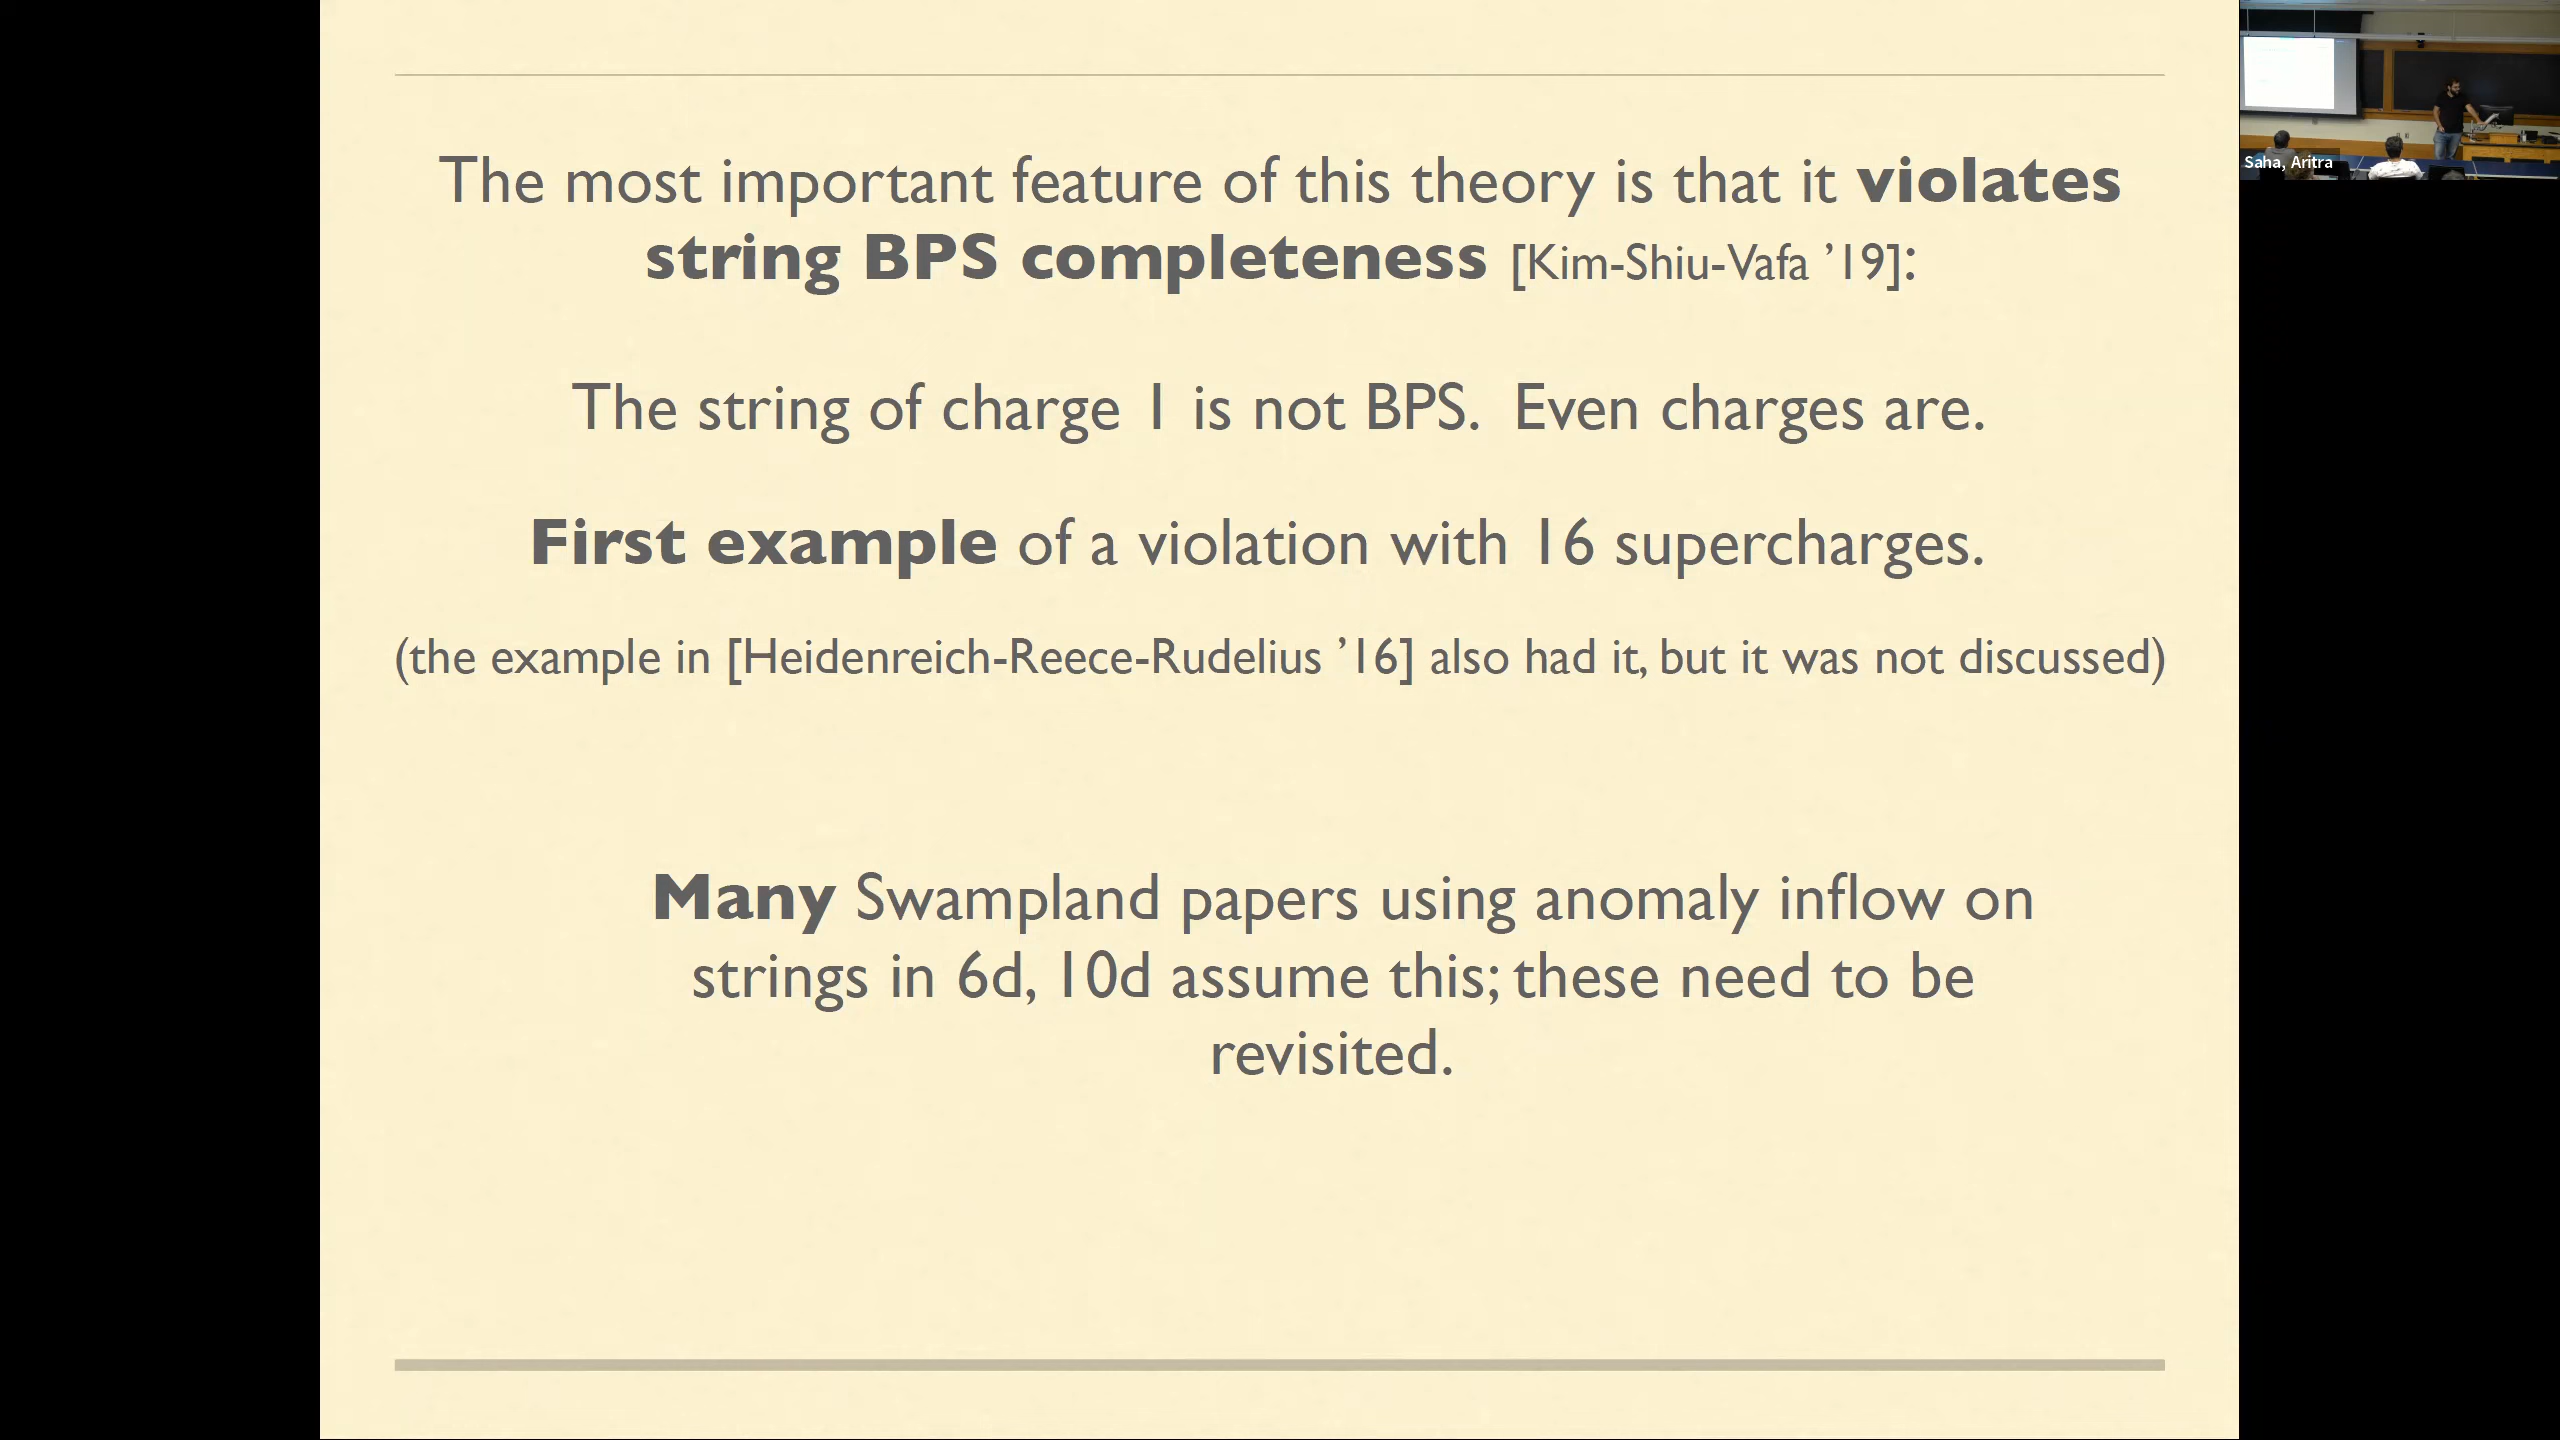 The most important feature of this theory is that it violates
string BPS completeness [Kim-Shiu-Vafa ’19]:
The string of charge 1 is not BPS. Even charges are.
First example of a violation with 16 supercharges.
(the example in [Heidenreich-Reece-Rudelius ’16] also had it, but it was not discussed)
Many Swampland papers using anomaly inflow on
strings in 6d, 10d assume this; these need to be
revisited.
Saha, Aritra